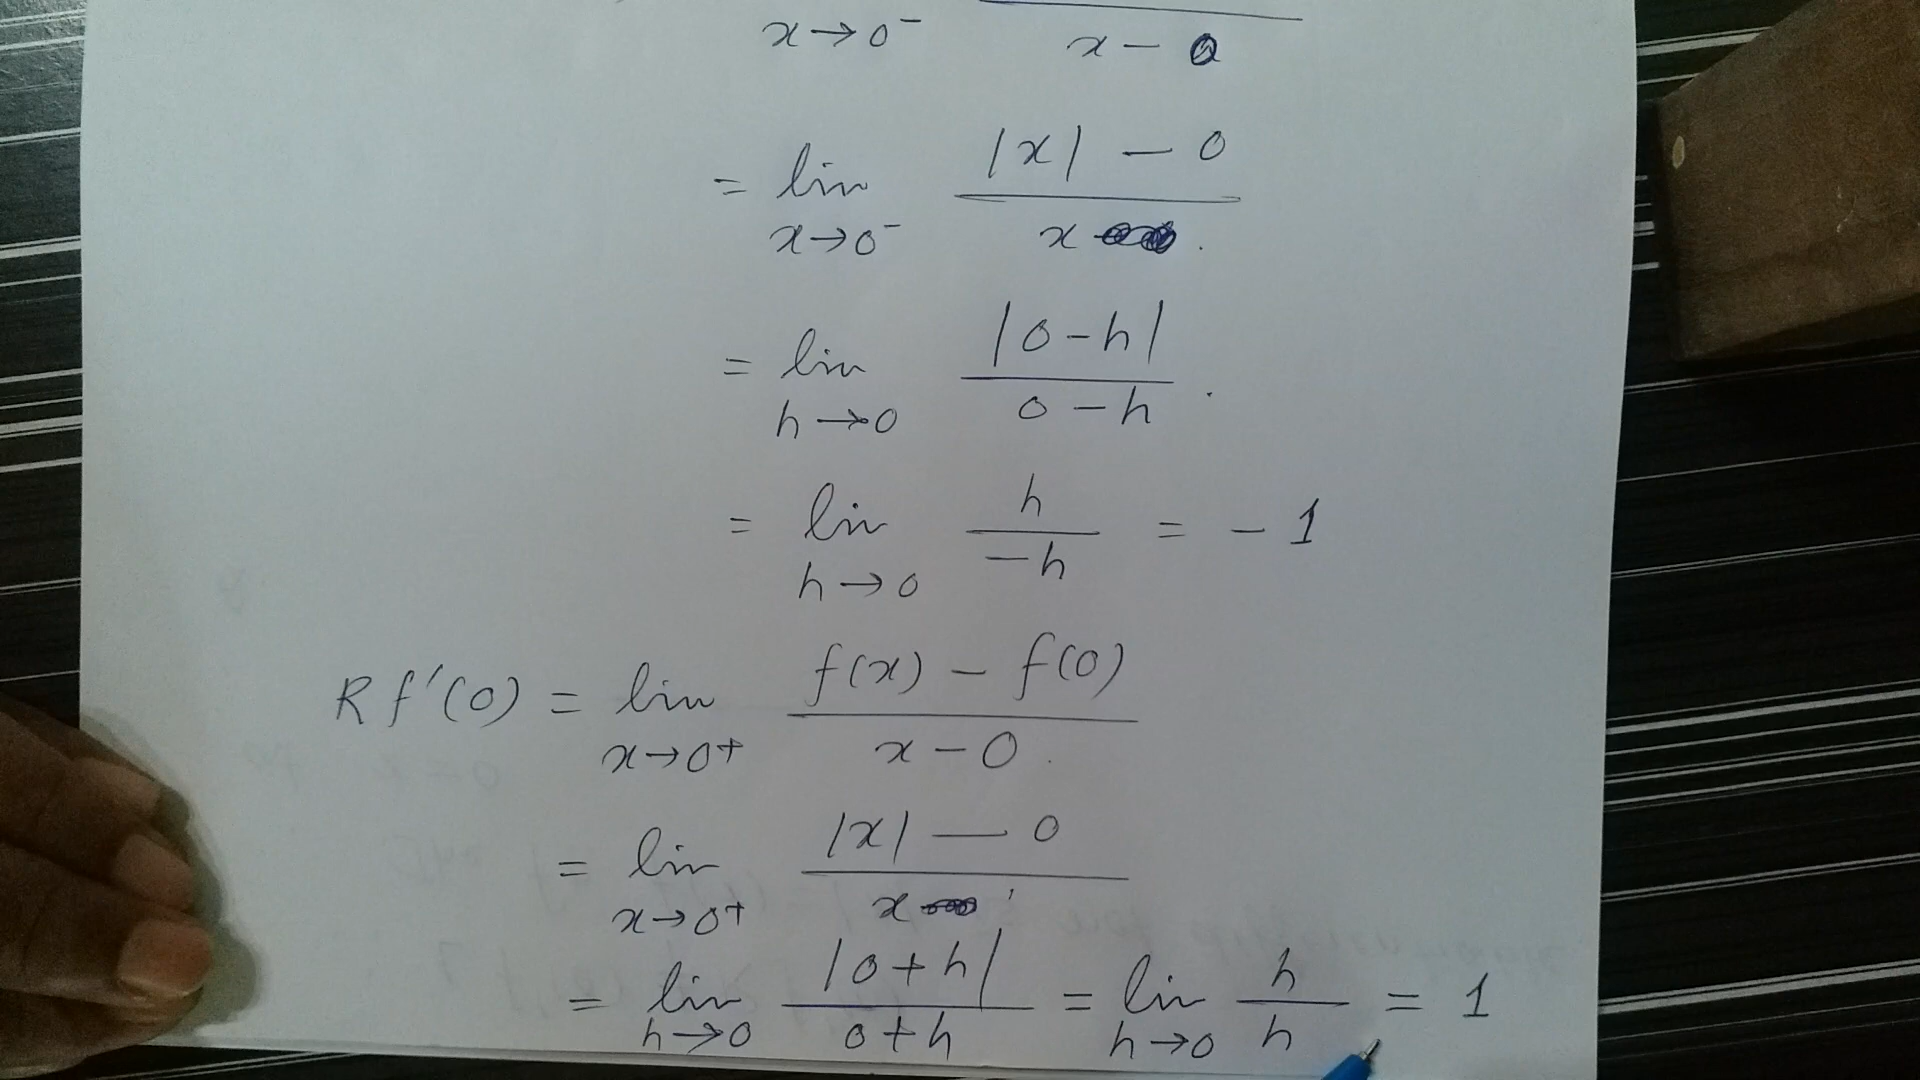 x→0⁻ x - 0
= lim |x| - 0
x→0⁻ x .
= lim |0-h|
h→0 0-h .
= lim h/-h = -1
h→0
Rf'(0) = lim f(x) - f(0)
x→0+ x - 0
= lim |x| - 0
x→0+ x
= lim |0+h| / 0+h = lim h/h = 1
h→0 h→0